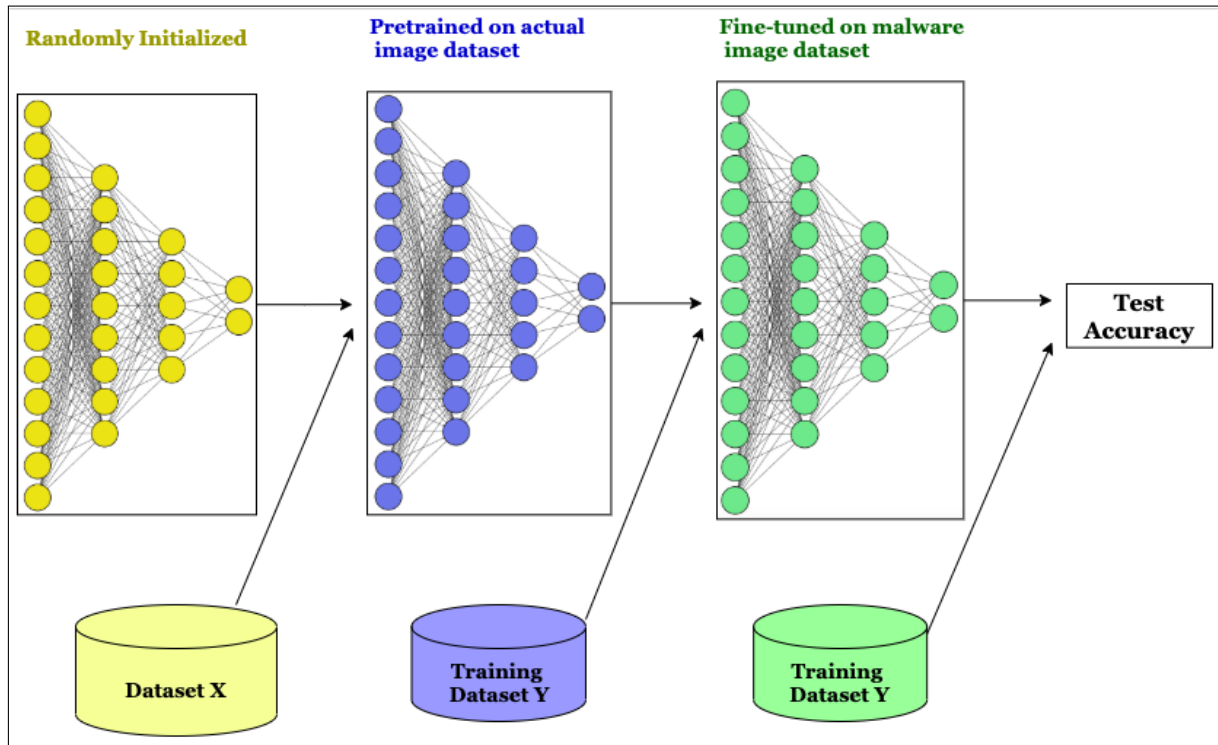 Randomly Initialized
Pretrained on actual
image dataset
Fine-tuned on malware
image dataset
Test
Accuracy
Dataset X
Training
Dataset Y
Training
Dataset Y